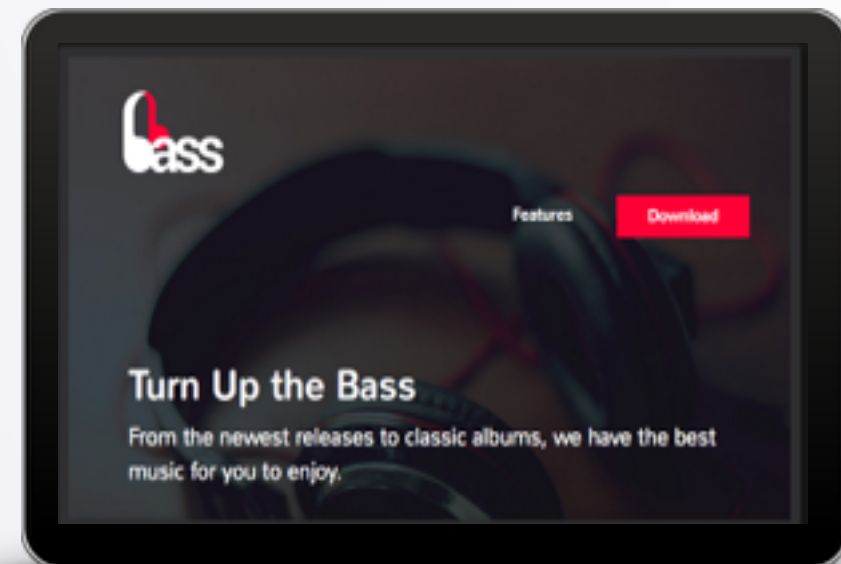 bass
Features
Download
Turn Up the Bass
From the newest releases to classic albums, we have the best
music for you to enjoy.